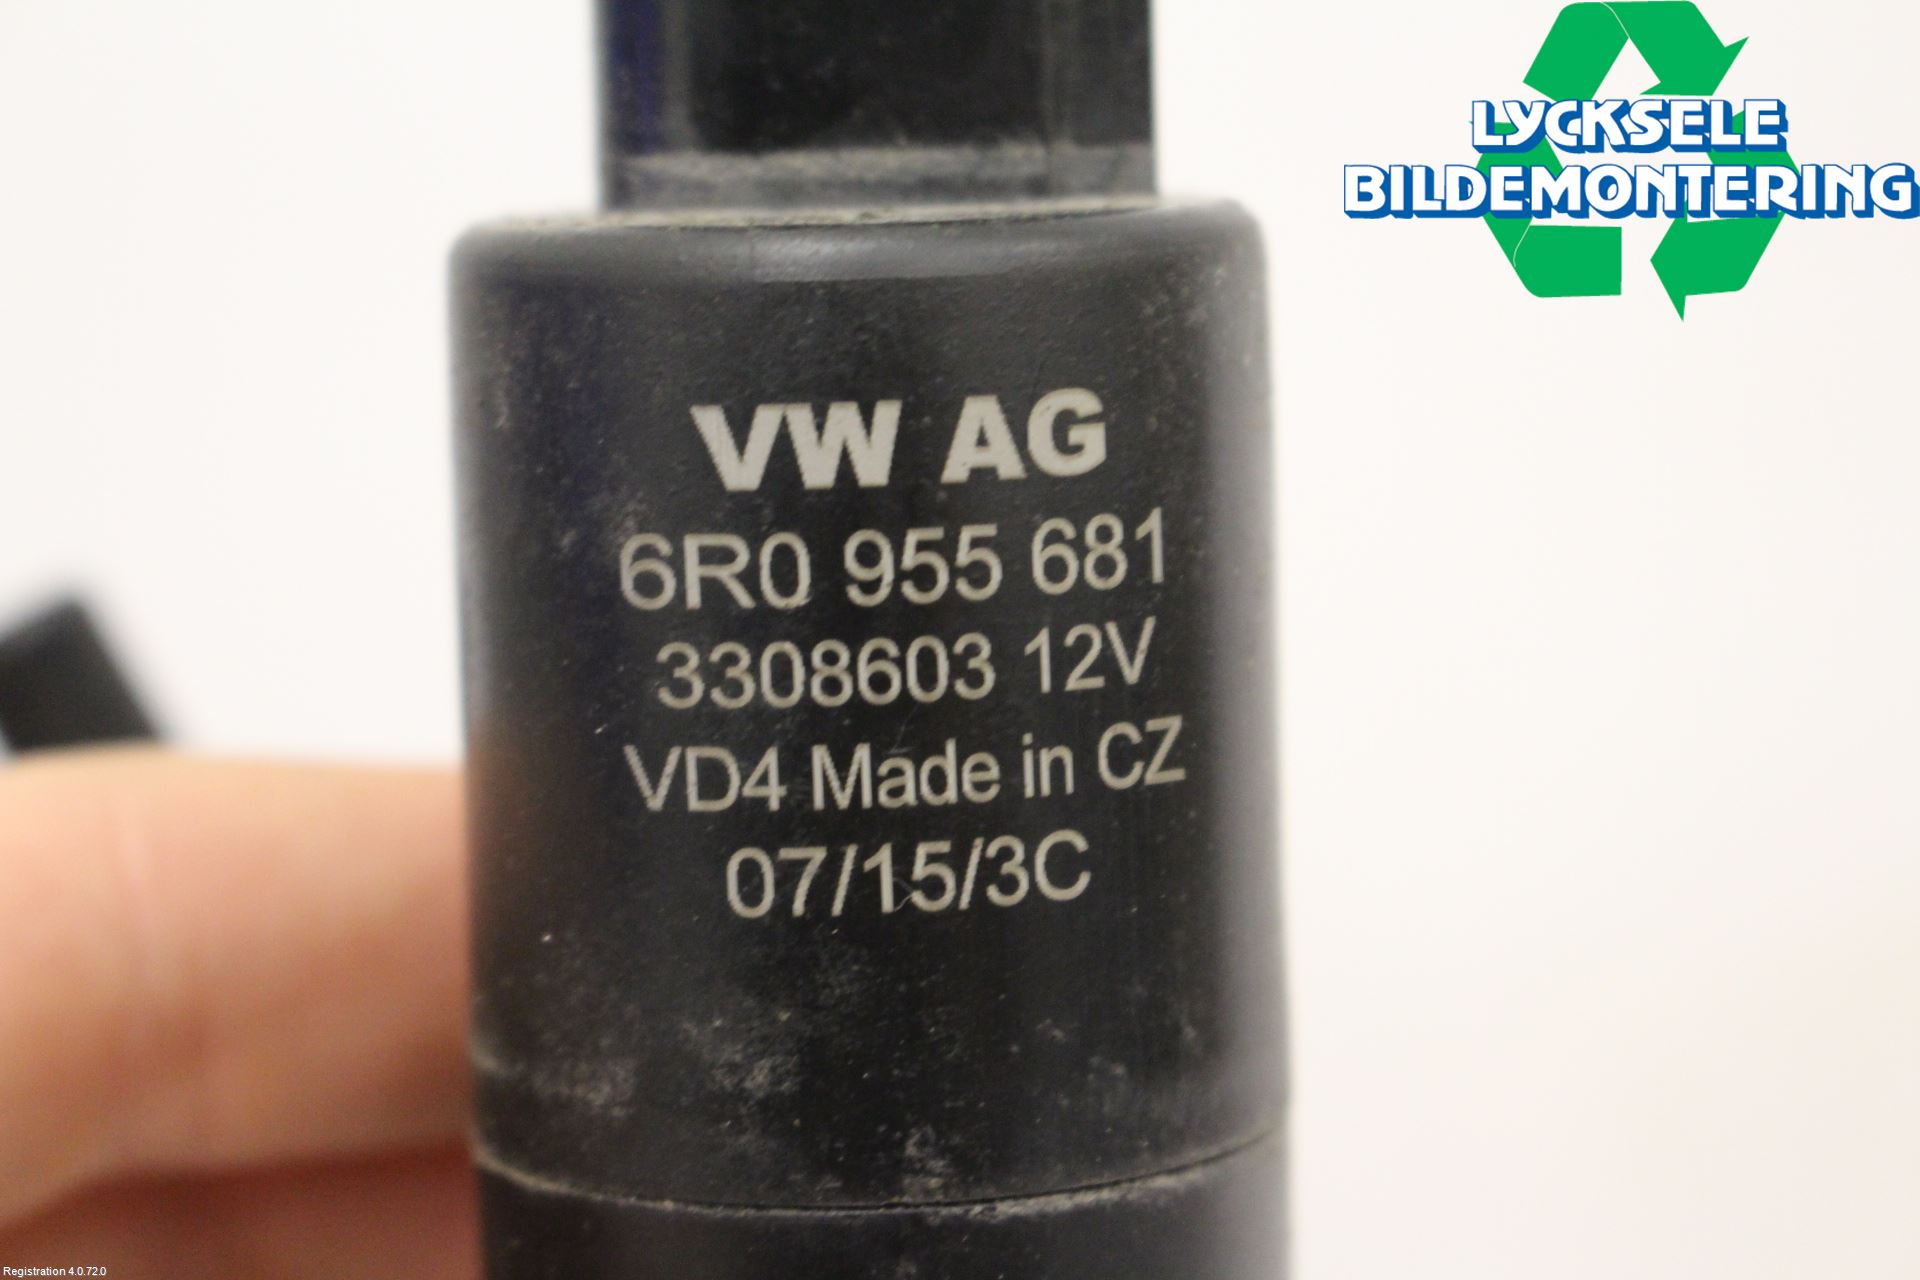 LYCKSELE
BILDEMONTERING
VW AG
6R0 955 681
3308603 12V
VD4 Made in CZ
07/15/3C
Registration 4.0.72.0